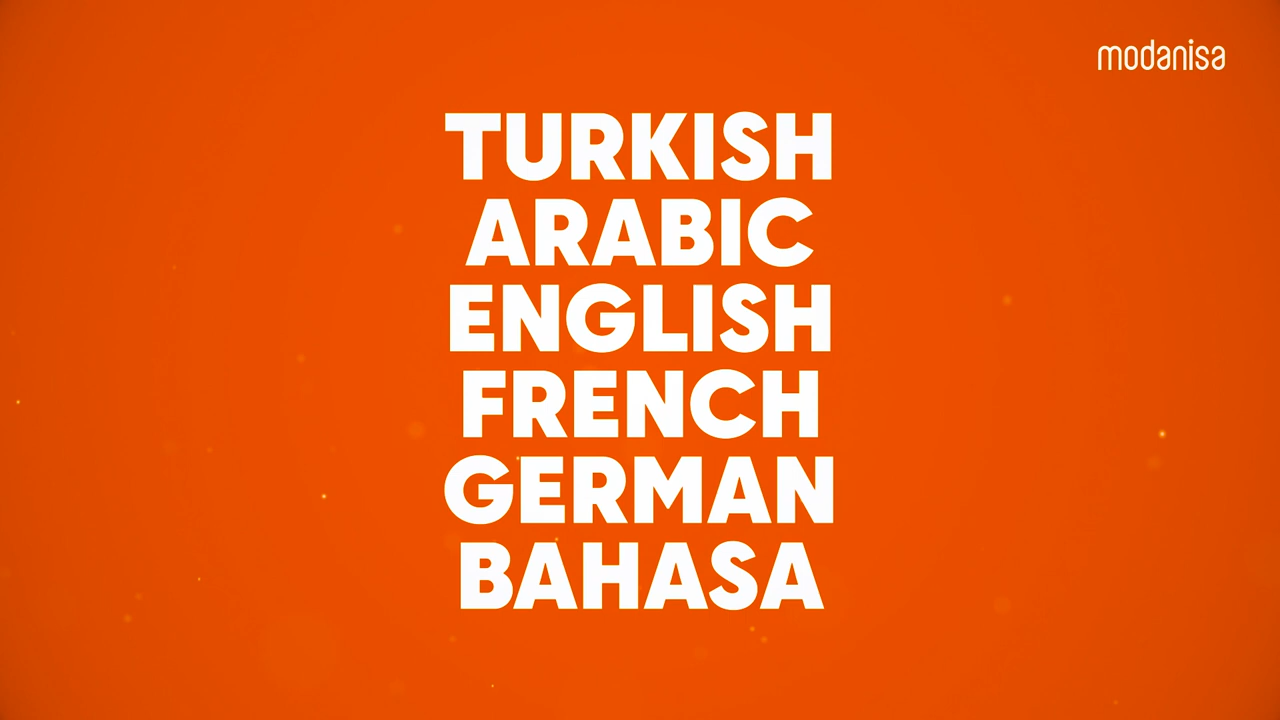 modanisa
TURKISH
ARABIC
ENGLISH
FRENCH
GERMAN
BAHASA